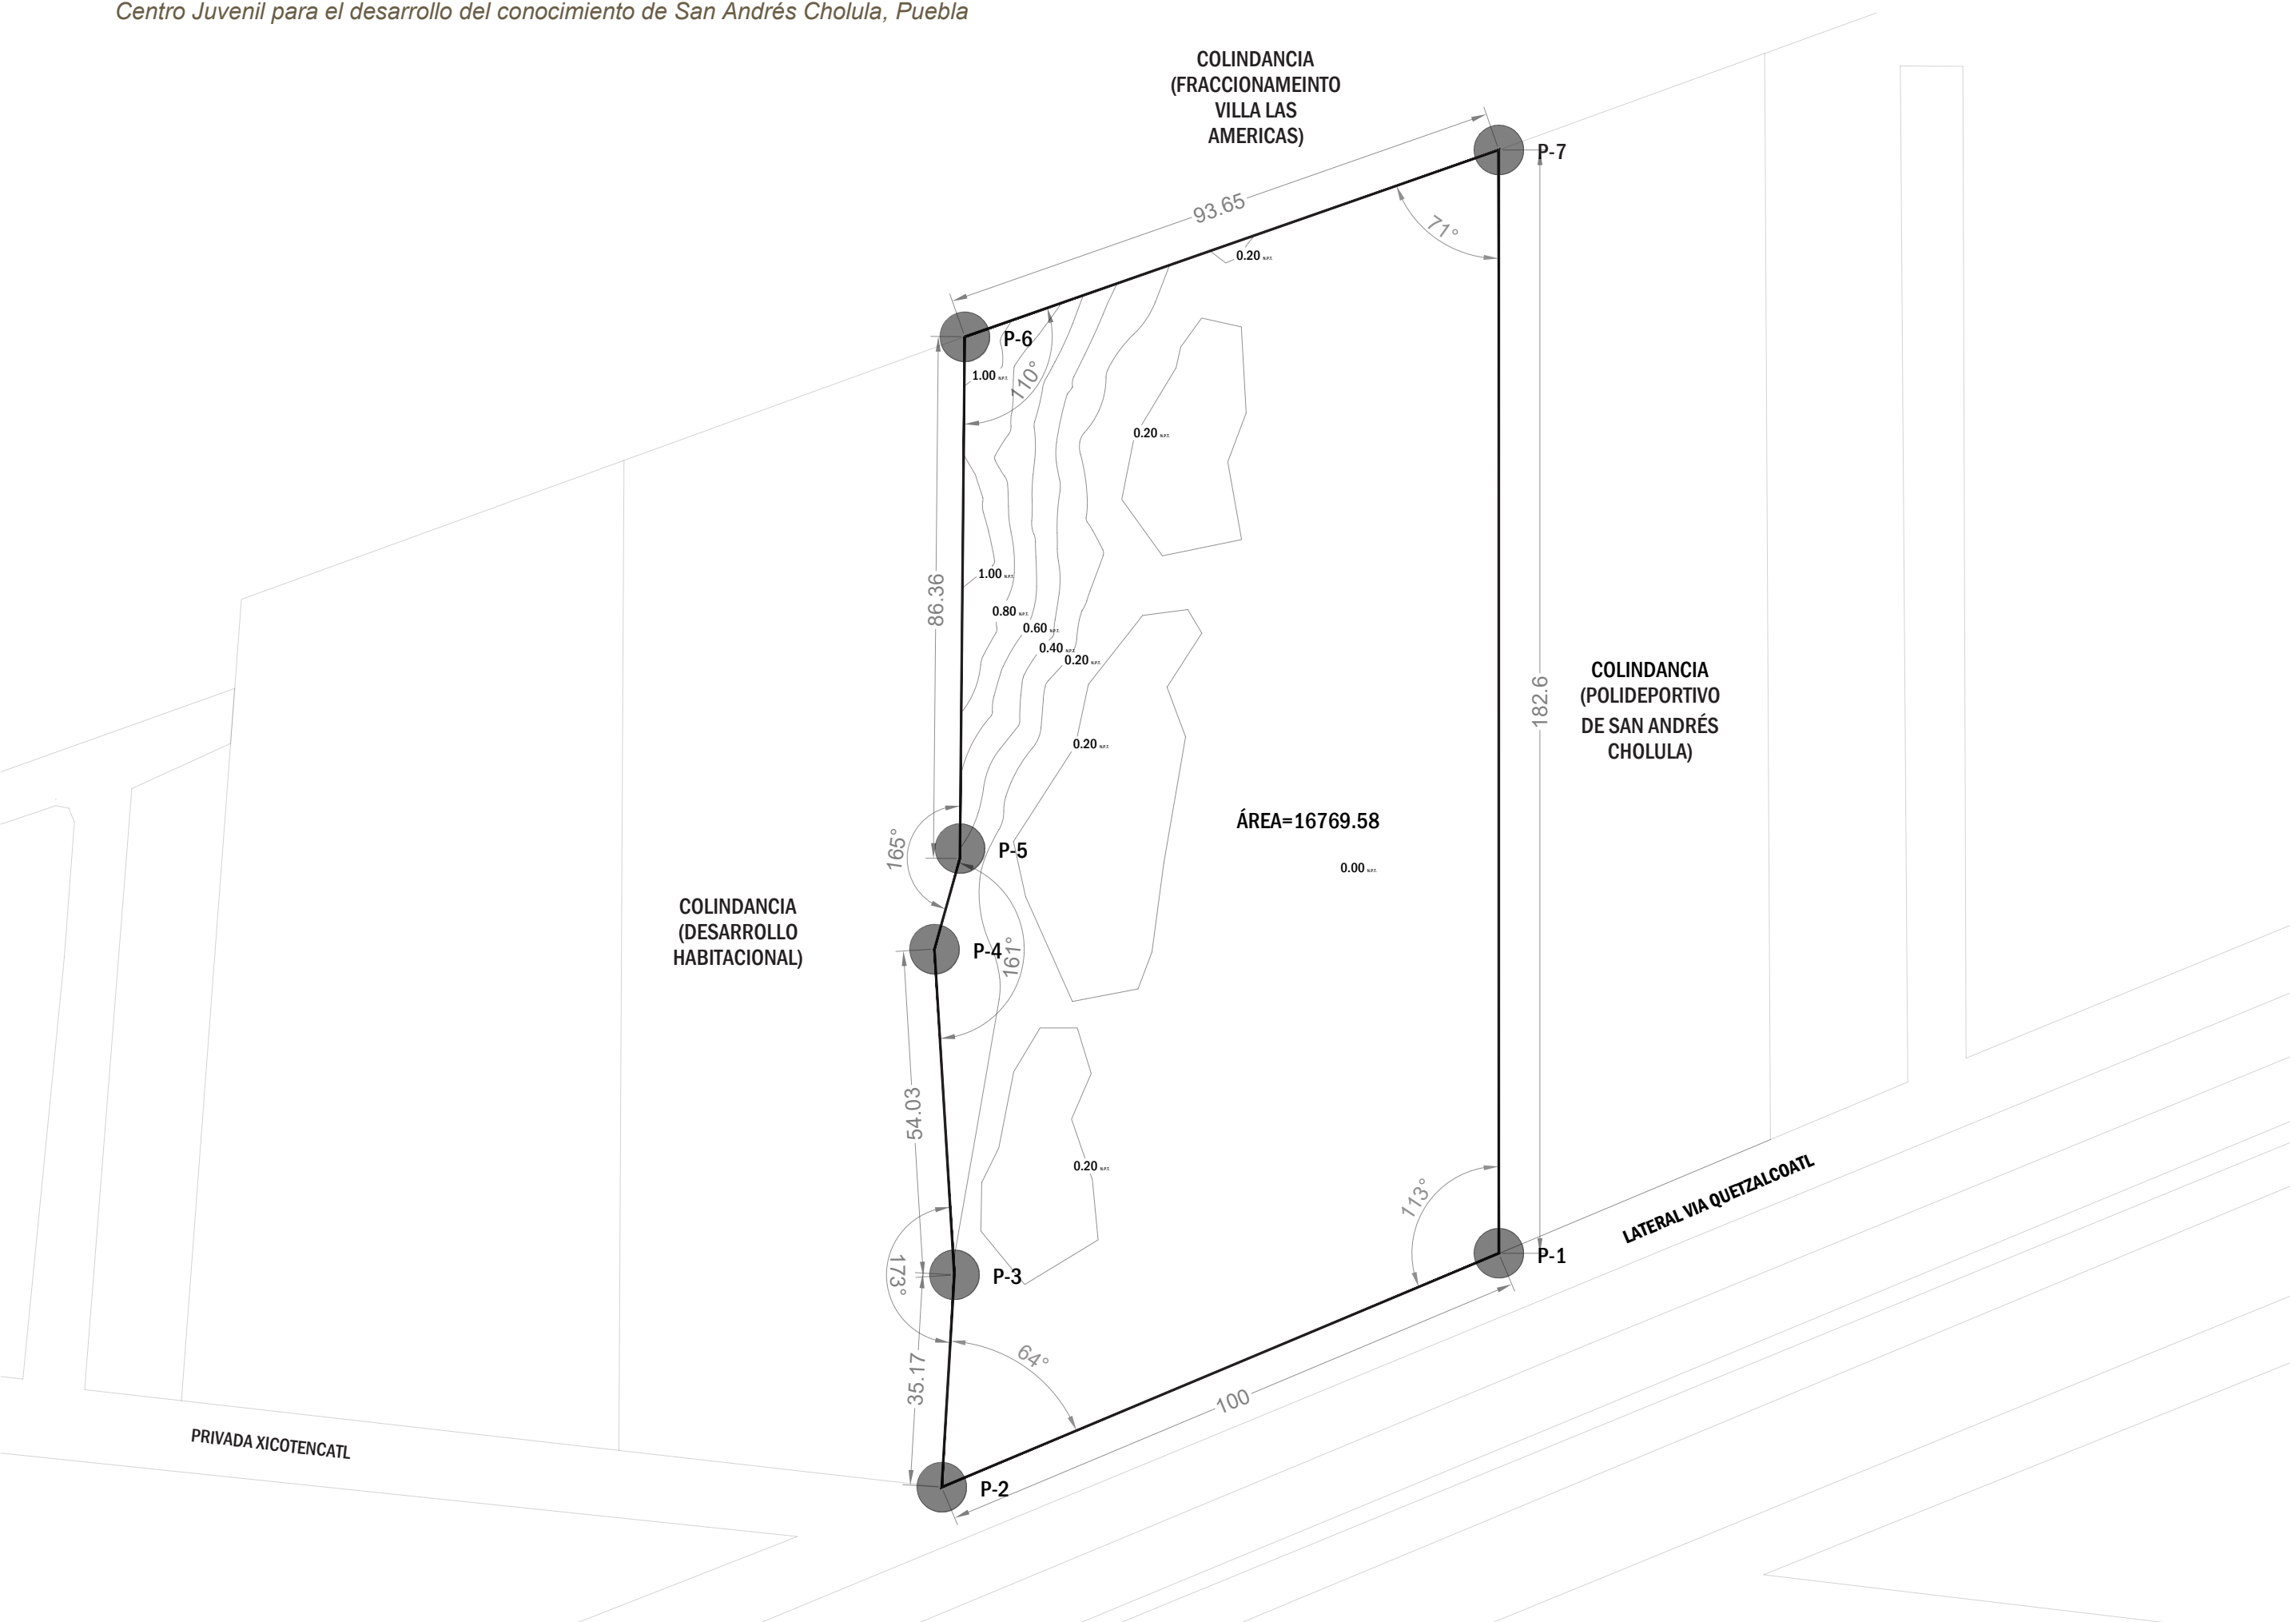 Centro Juvenil para el desarrollo del conocimiento de San Andrés Cholula, Puebla
COLINDANCIA
(FRACCIONAMEINTO
VILLA LAS
AMERICAS)
P-7
93.65
71°
0.20 N.P.T.
P-6
1.00 N.P.T.
110°
0.20 N.P.T.
86.36
1.00 N.P.T.
0.80 N.P.T.
0.60 N.P.T.
0.40 N.P.T.
0.20 N.P.T.
182.6
COLINDANCIA
(POLIDEPORTIVO
DE SAN ANDRÉS
CHOLULA)
0.20 N.P.T.
ÁREA=16769.58
165°
P-5
0.00 N.P.T.
COLINDANCIA
(DESARROLLO
HABITACIONAL)
P-4
161°
54.03
0.20 N.P.T.
113°
LATERAL VIA QUETZALCOATL
P-1
173°
P-3
64°
35.17
100
PRIVADA XICOTENCATL
P-2